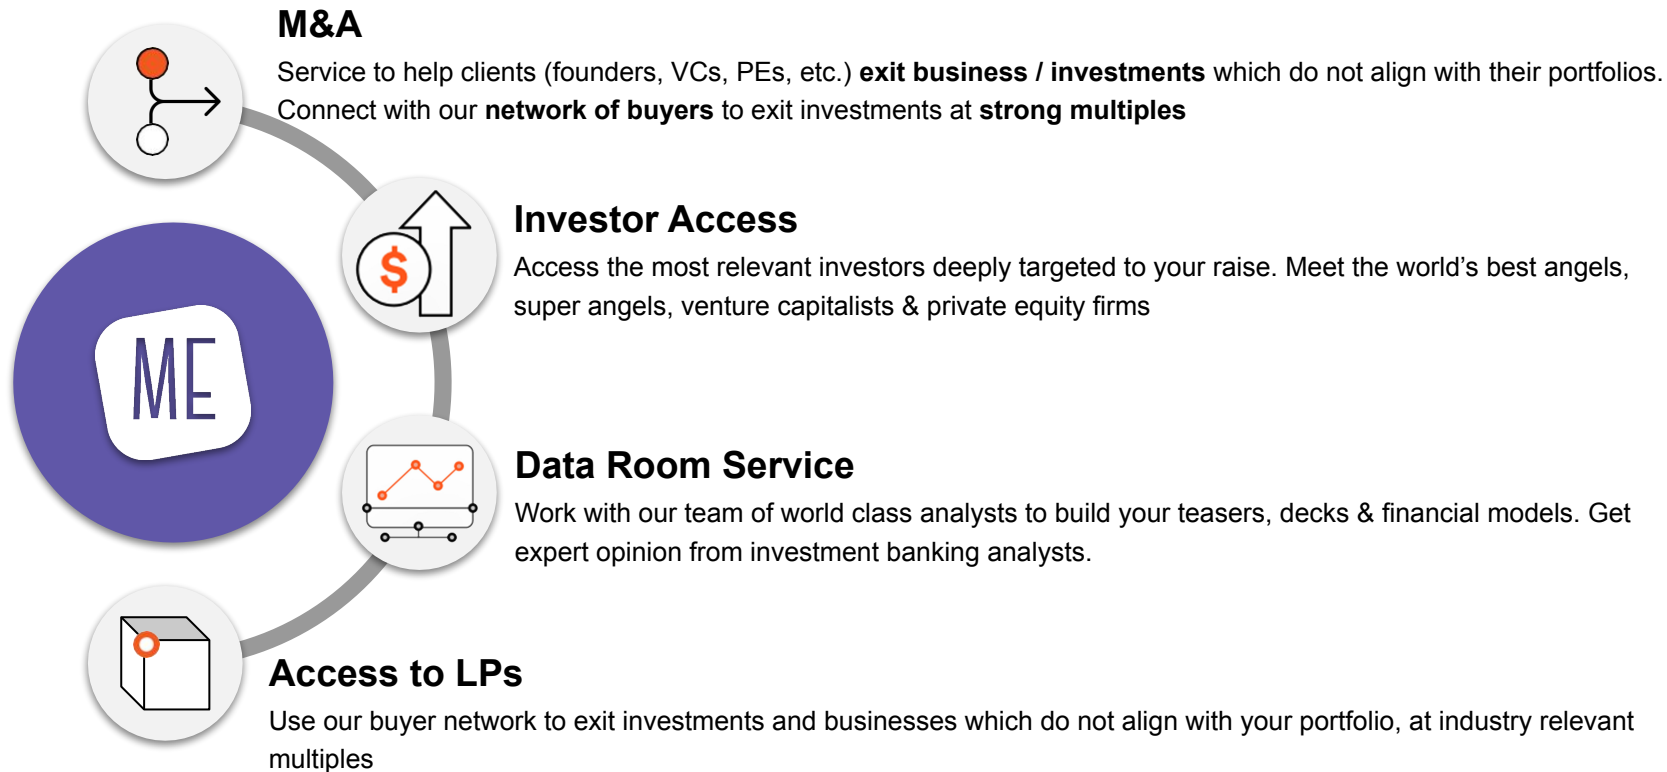 M&A
Service to help clients (founders, VCs, PEs, etc.) exit business / investments which do not align with their portfolios.
Connect with our network of buyers to exit investments at strong multiples
Investor Access
Access the most relevant investors deeply targeted to your raise. Meet the world’s best angels,
super angels, venture capitalists & private equity firms
$
ME
Data Room Service
Work with our team of world class analysts to build your teasers, decks & financial models. Get
expert opinion from investment banking analysts.
Access to LPs
Use our buyer network to exit investments and businesses which do not align with your portfolio, at industry relevant
multiples